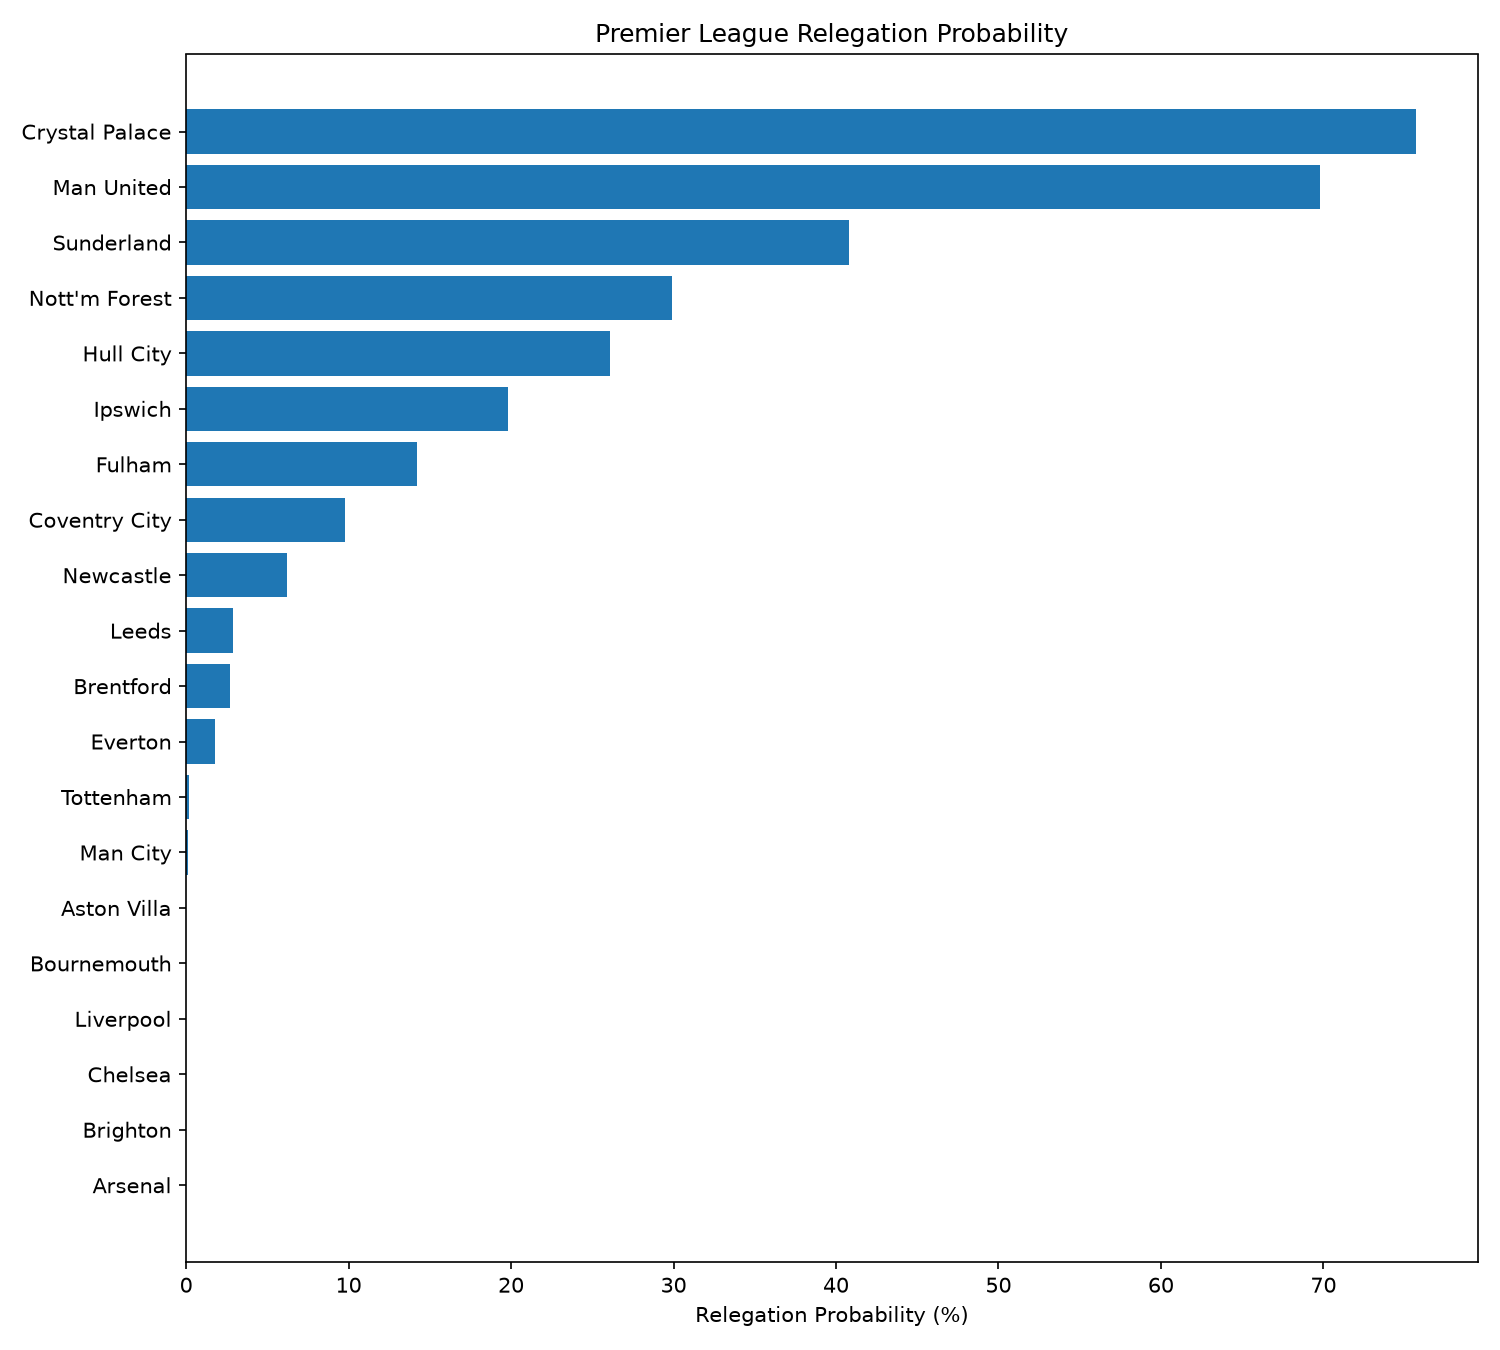 Premier League Relegation Probability
Crystal Palace
Man United
Sunderland
Nott'm Forest
Hull City
Ipswich
Fulham
Coventry City
Newcastle
Leeds
Brentford
Everton
Tottenham
Man City
Aston Villa
Bournemouth
Liverpool
Chelsea
Brighton
Arsenal
0 10 20 30 40 50 60 70
Relegation Probability (%)